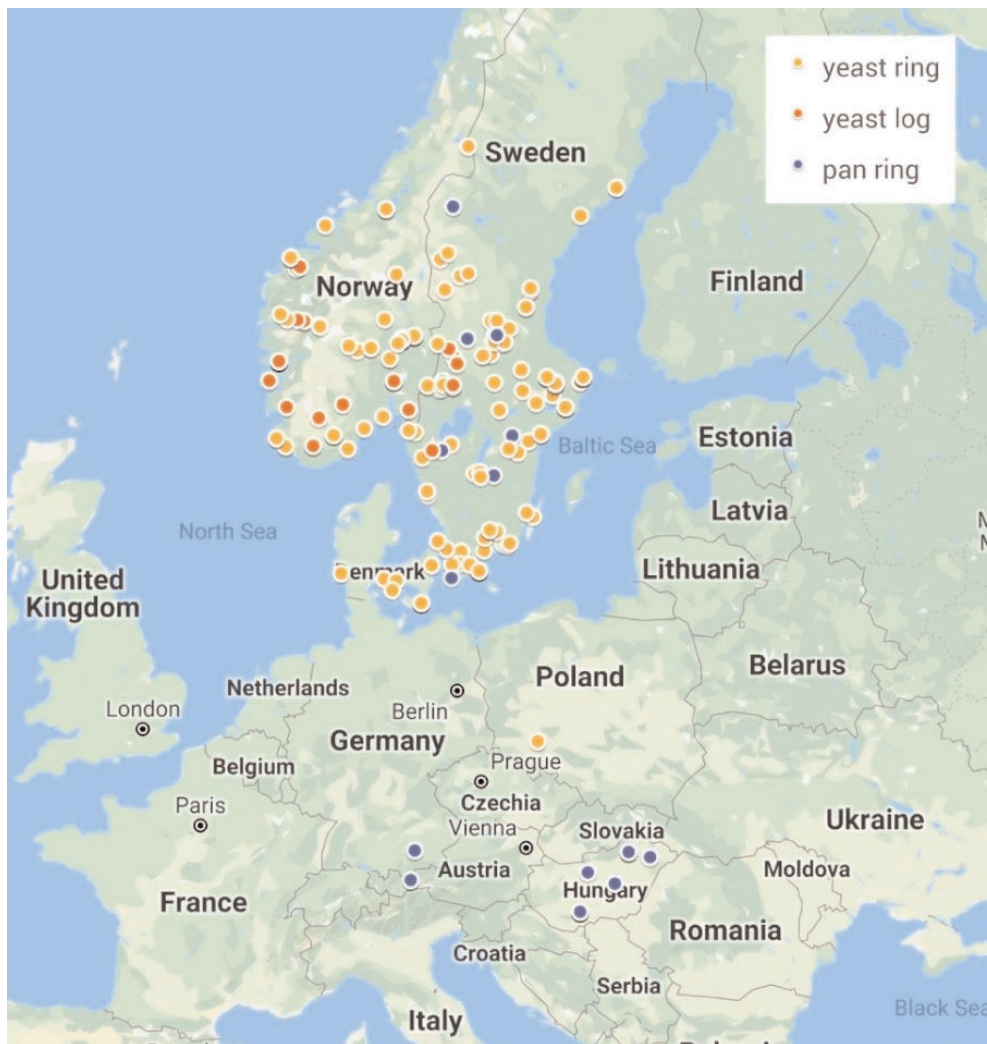 yeast ring
yeast log
pan ring
Sweden
Norway
Finland
Baltic Sea
Estonia
North Sea
Latvia
Denmark
Lithuania
United
Kingdom
Belarus
Poland
Netherlands
London
Berlin
Germany
Belgium
Prague
Czechia
Paris
Vienna
Slovakia
Ukraine
Austria
Moldova
Hungary
France
Romania
Croatia
Serbia
Italy
Black Sea